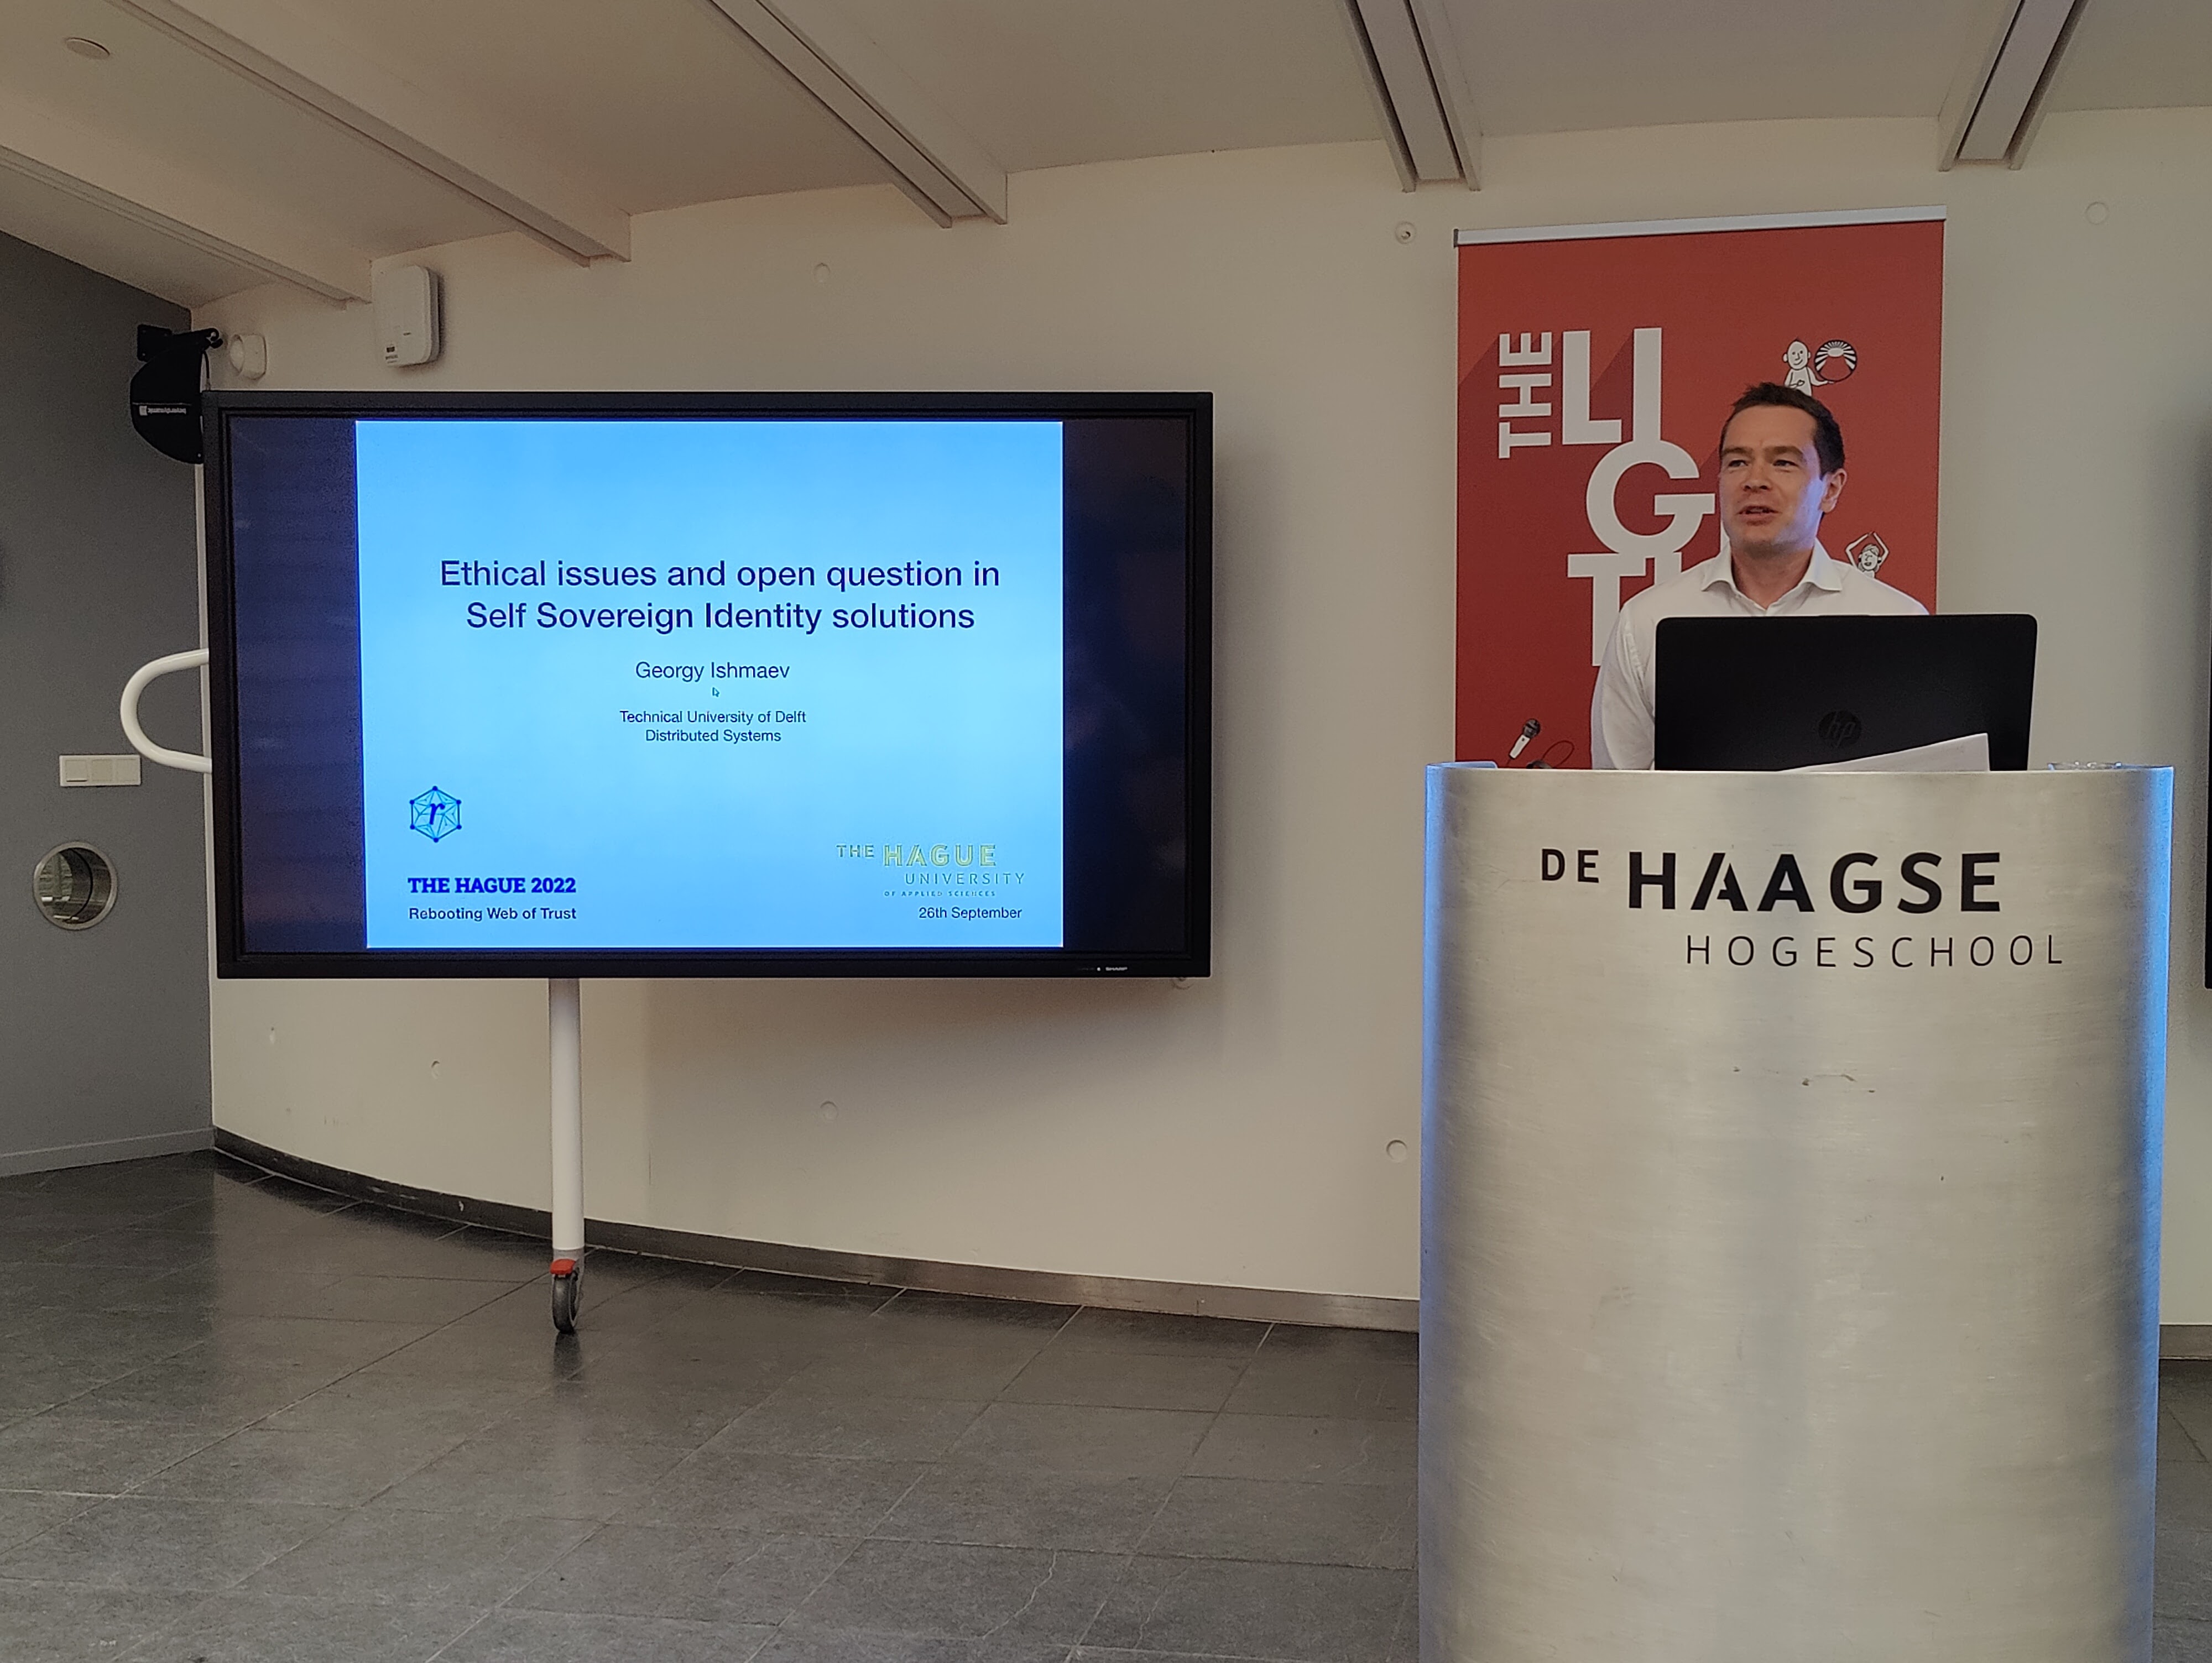 Ethical issues and open question in
Self Sovereign Identity solutions
Georgy Ishmaev
Technical University of Delft
Distributed Systems
r
THE HAGUE 2022
Rebooting Web of Trust
THE HAGUE
UNIVERSITY
OF APPLIED SCIENCES
26th September
SHARP
THE
LI
G
hp
DE HAAGSE
HOGESCHOOL